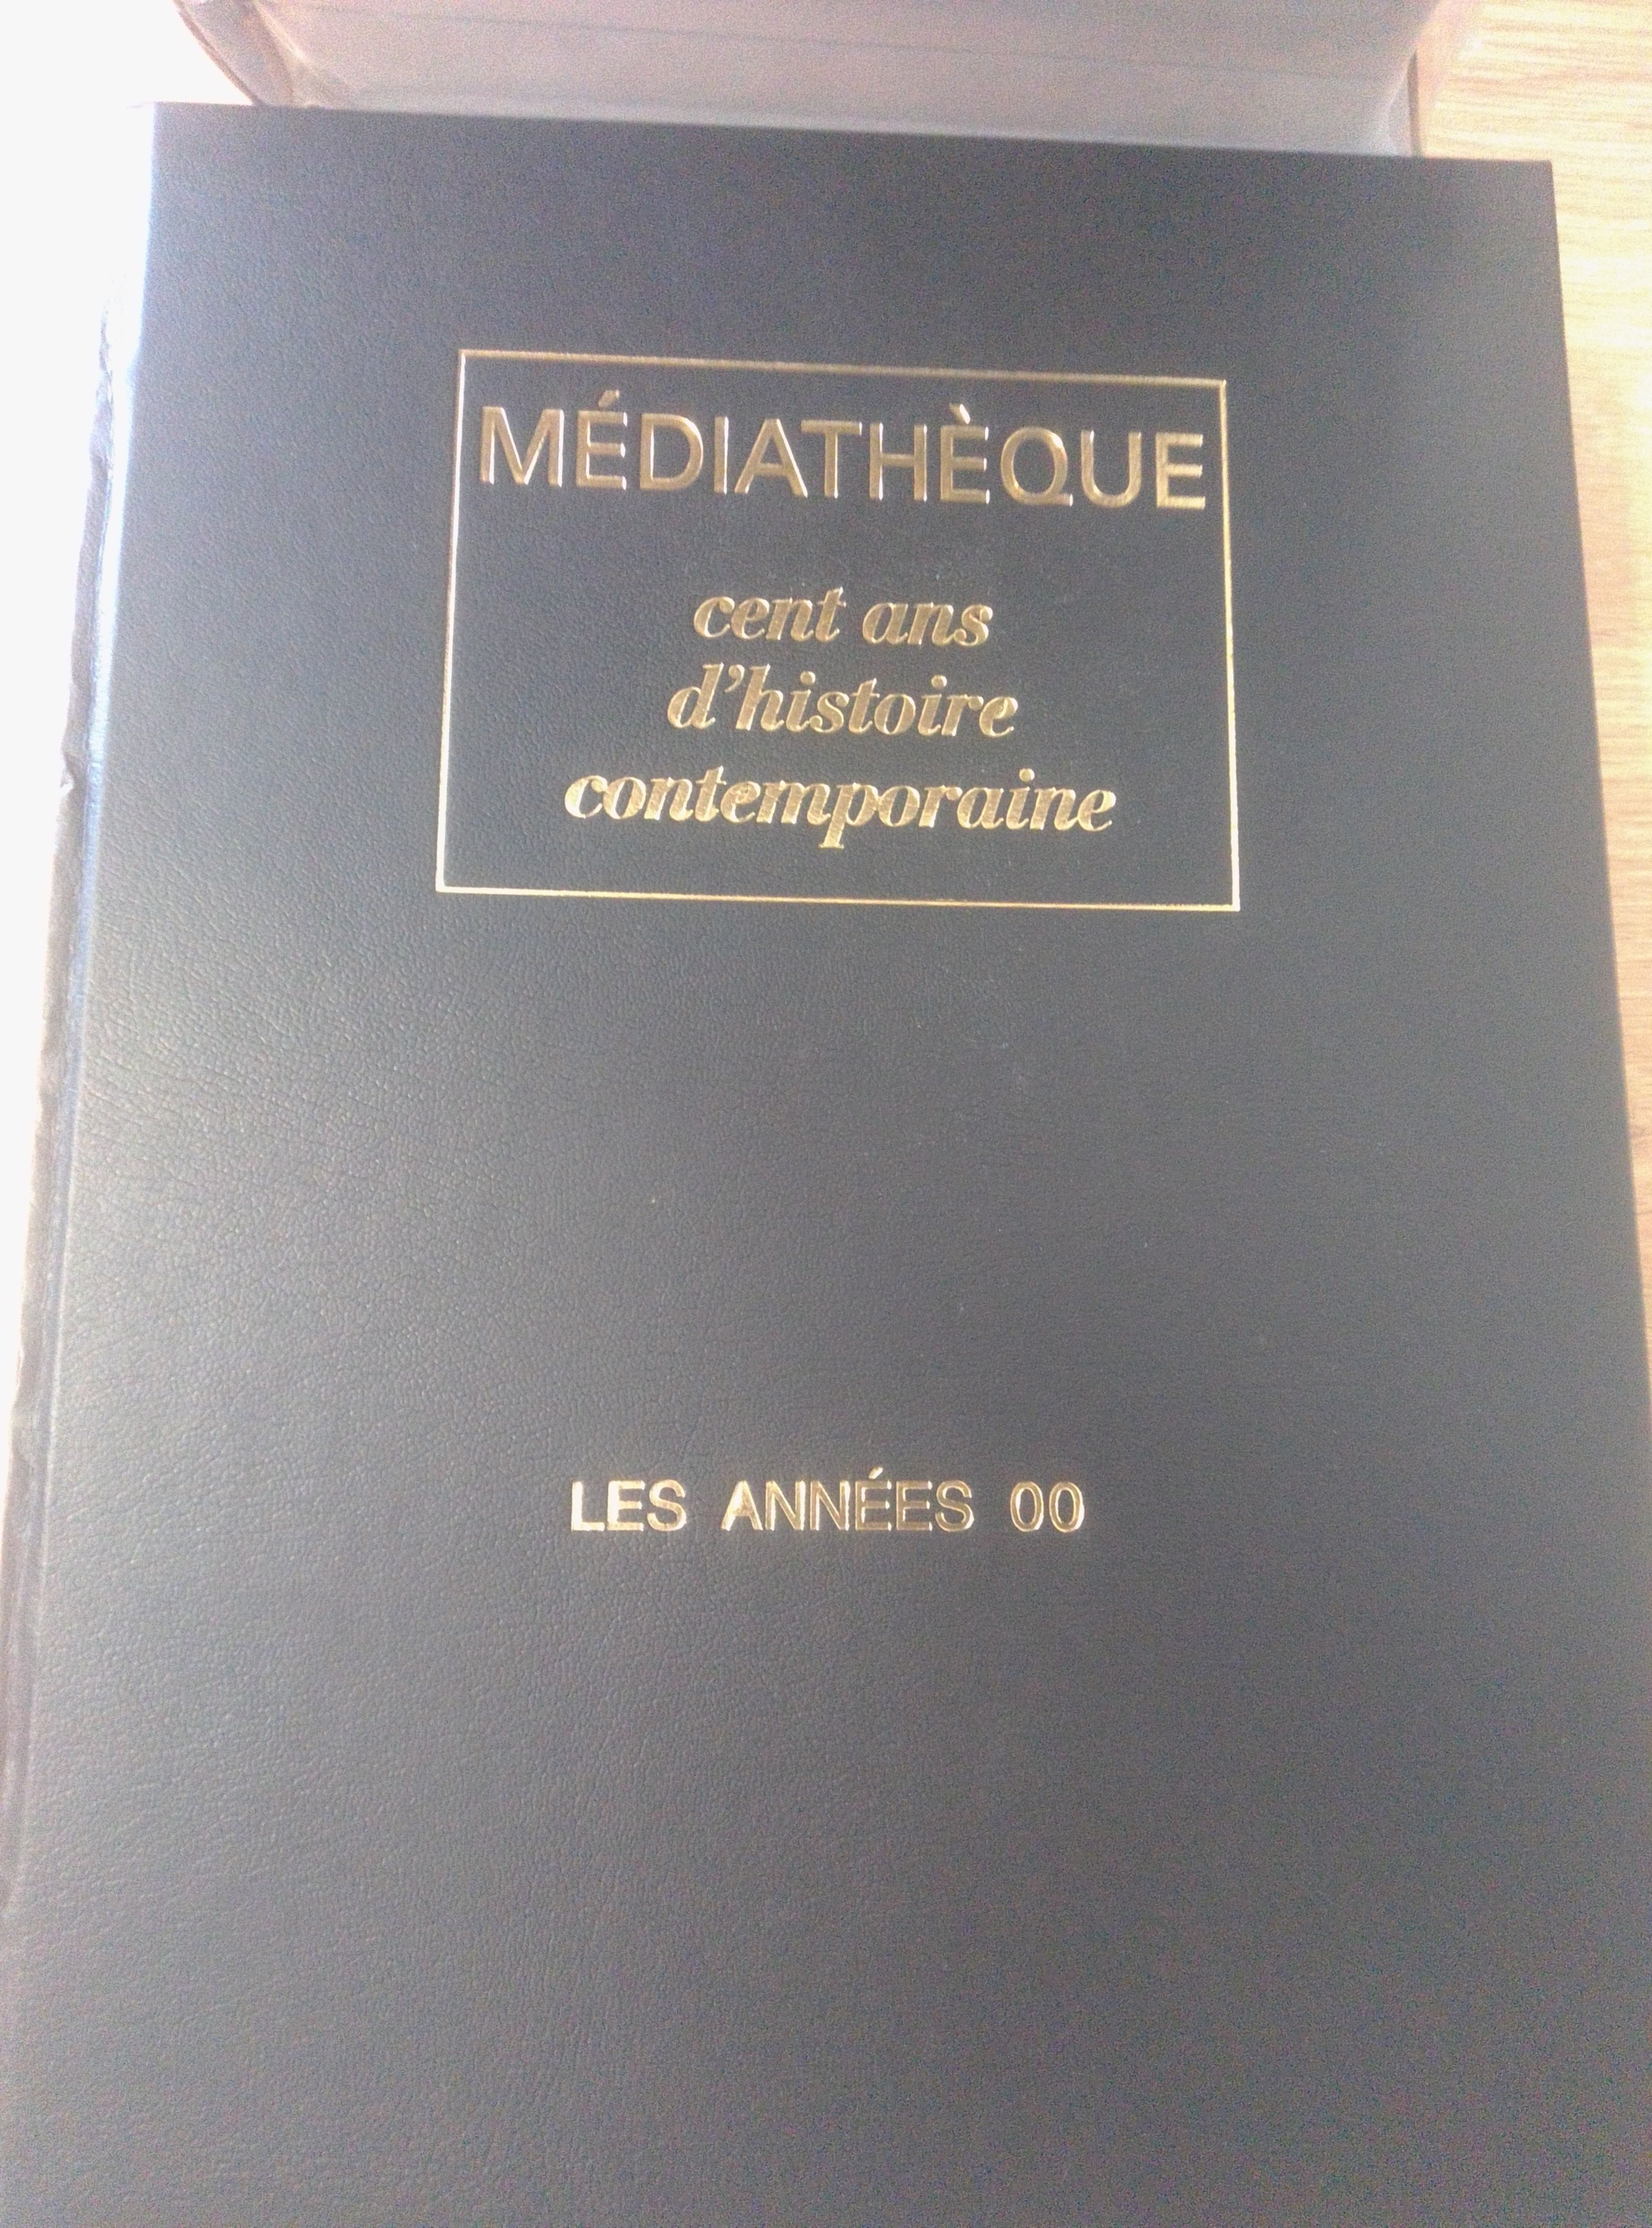 MÉDIATHÈQUE
cent ans
d'histoire
contemporaine
LES ANNÉES 00